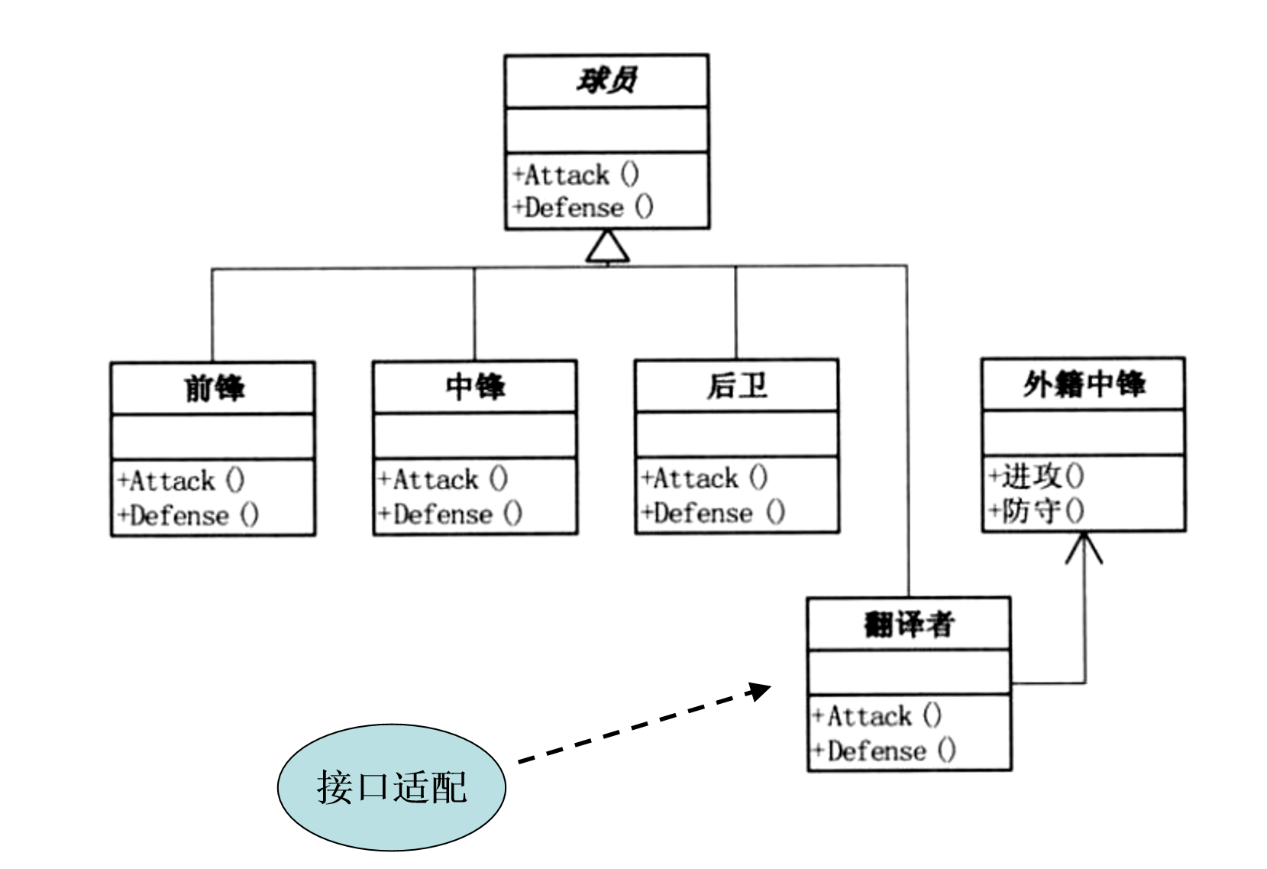 球员
+Attack()
+Defense()
前锋
+Attack()
+Defense()
中锋
+Attack()
+Defense()
后卫
+Attack()
+Defense()
外籍中锋
+进攻()
+防守()
翻译者
+Attack()
+Defense()
接口适配